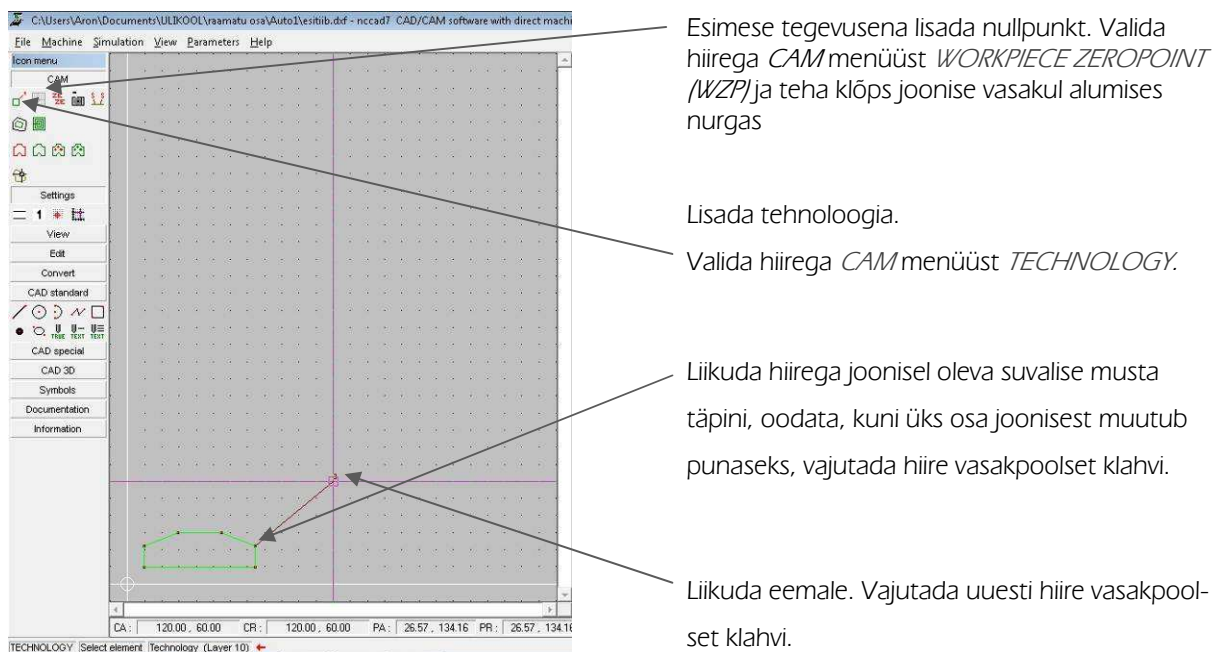 C:\Users\Aron\Documents\ULIKOOL\raamatu osa\Auto1\esitiib.dxf - nccad7 CAD/CAM software with direct machi
File Machine Simulation View Parameters Help
Icon menu
CAM
Settings
1
View
Edit
Convert
CAD standard
TRUE TEXT TEXT
CAD special
CAD 3D
Symbols
Documentation
Information
CA: 120.00 , 60.00 CR: 120.00 , 60.00 PA: 26.57 , 134.16 PR: 26.57 , 134.16
TECHNOLOGY Select element Technology (Layer 10)
Esimese tegevusena lisada nullpunkt. Valida
hiirega CAM menüüst WORKPIECE ZEROPOINT
(WZP) ja teha klõps joonise vasakul alumises
nurgas
Lisada tehnoloogia.
Valida hiirega CAM menüüst TECHNOLOGY.
Liikuda hiirega joonisel oleva suvalise musta
täpini, oodata, kuni üks osa joonisest muutub
punaseks, vajutada hiire vasakpoolset klahvi.
Liikuda eemale. Vajutada uuesti hiire vasakpool-
set klahvi.